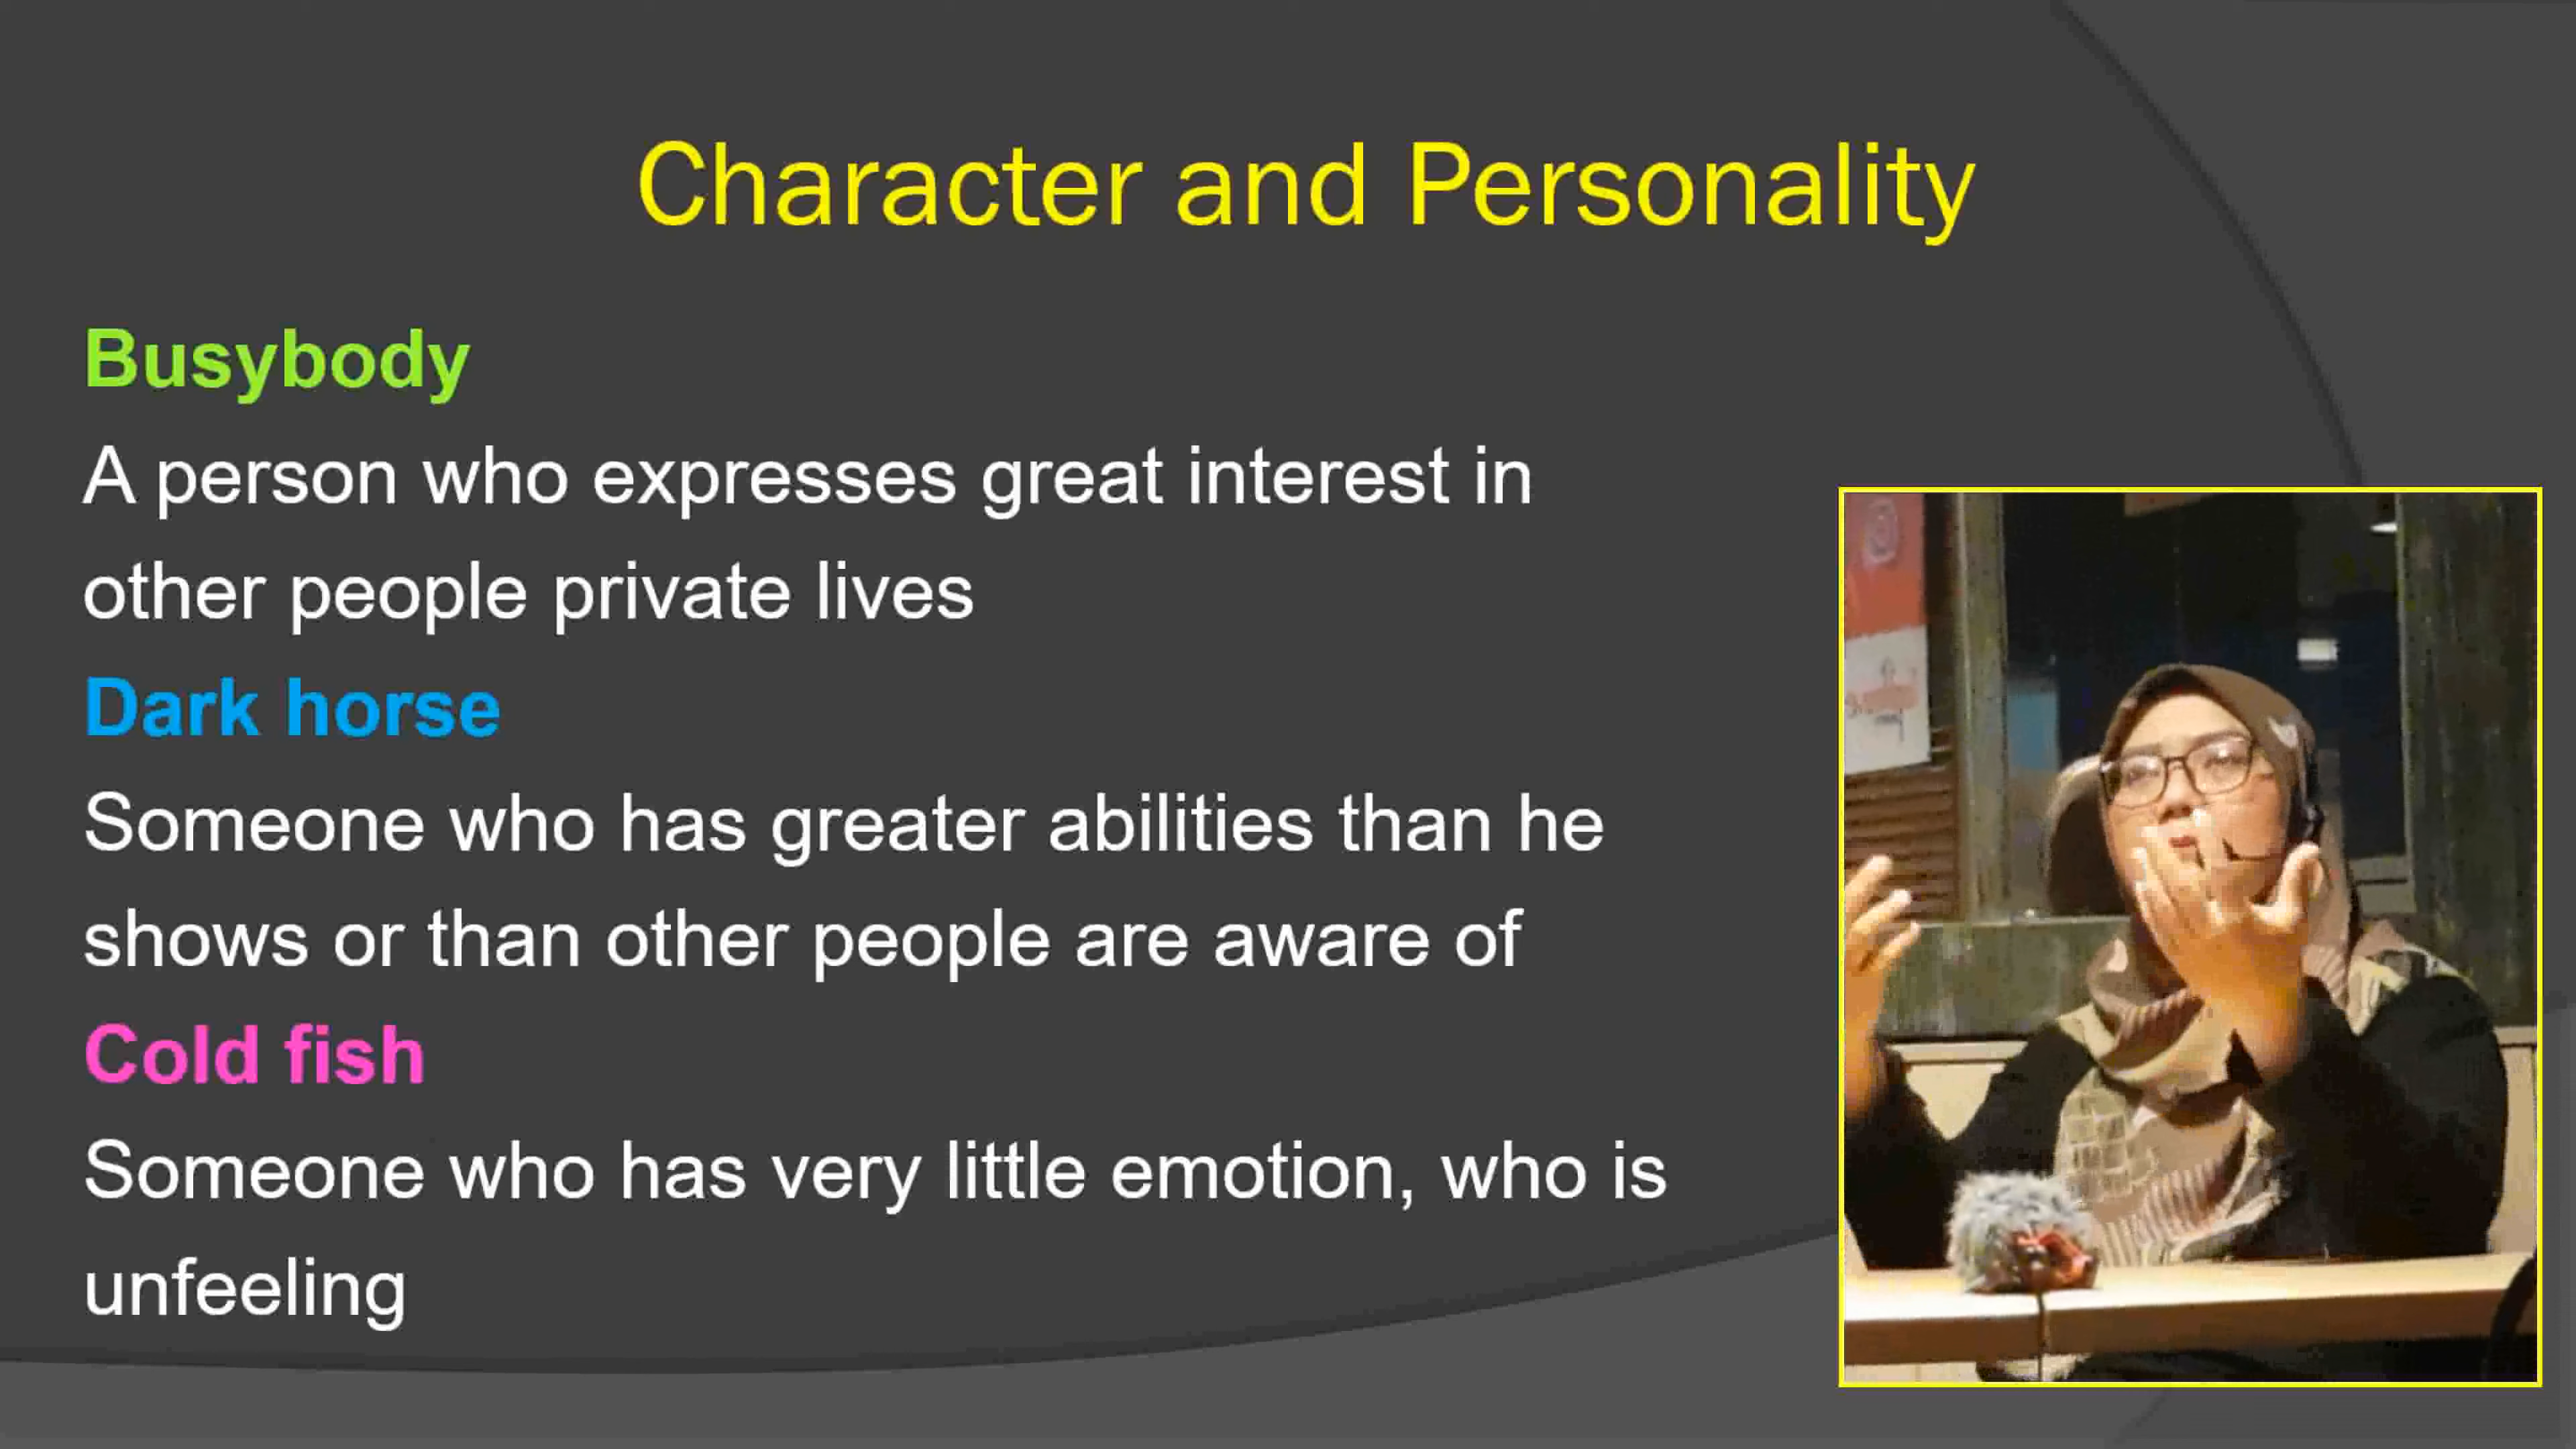 Character and Personality
Busybody
A person who expresses great interest in
other people private lives
Dark horse
Someone who has greater abilities than he
shows or than other people are aware of
Cold fish
Someone who has very little emotion, who is
unfeeling